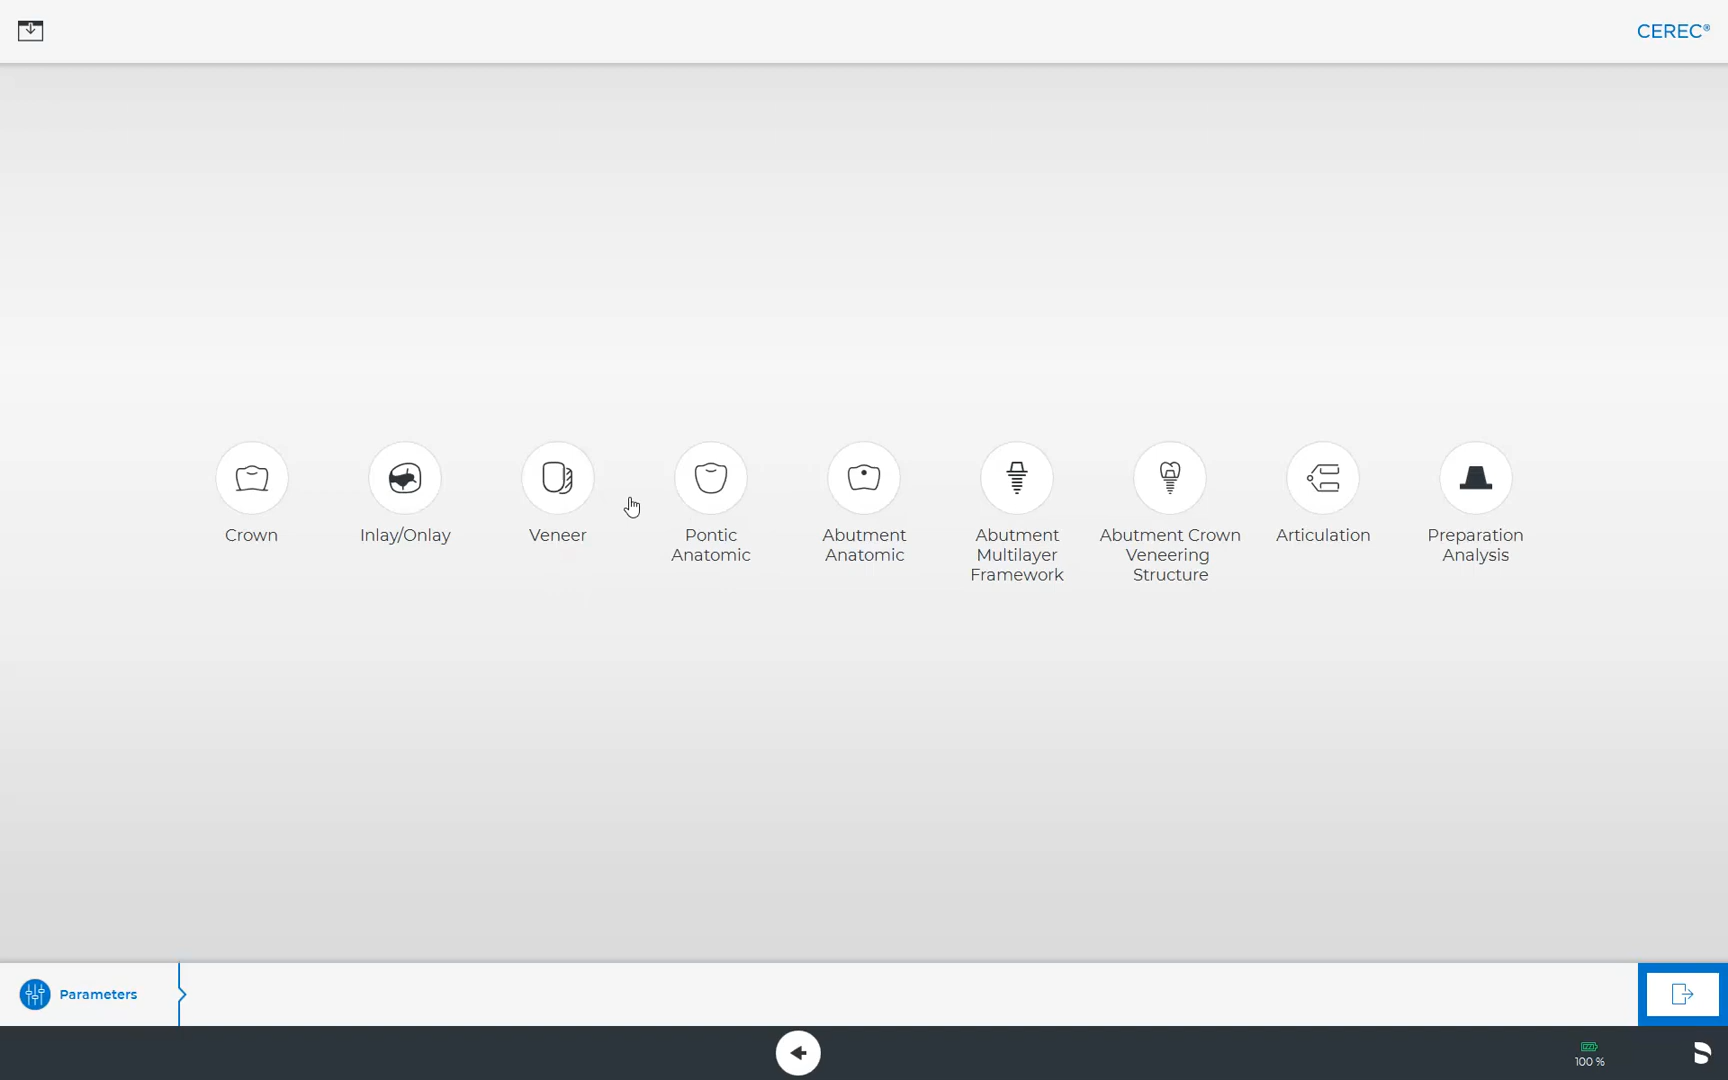 CEREC®
Crown
Inlay/Onlay
Veneer
Pontic
Anatomic
Abutment
Anatomic
Abutment
Multilayer
Framework
Abutment Crown
Veneering
Structure
Articulation
Preparation
Analysis
Parameters
100 %